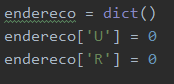 endereco = dict()
endereco['U'] = 0
endereco['R'] = 0